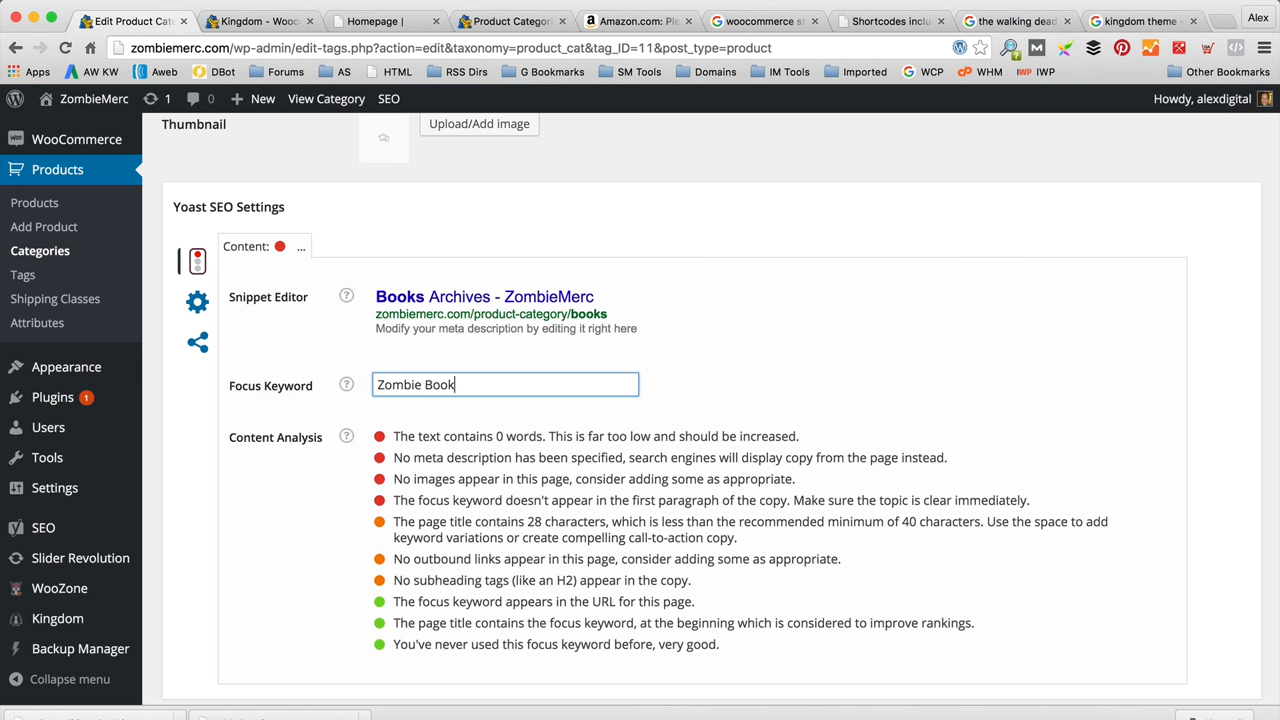 Edit Product Cat
Kingdom - Wooc
Homepage |
Product Categori
Amazon.com: Ple
woocommerce sh
Shortcodes inclu
the walking dead
kingdom theme -
Alex
zombiemerc.com/wp-admin/edit-tags.php?action=edit&taxonomy=product_cat&tag_ID=11&post_type=product
Apps
AW KW
Aweb
DBot
Forums
AS
HTML
RSS Dirs
G Bookmarks
SM Tools
Domains
IM Tools
Imported
WCP
WHM
IWP
Other Bookmarks
ZombieMerc
1
0
New
View Category
SEO
Howdy, alexdigital
WooCommerce
Products
Products
Add Product
Categories
Tags
Shipping Classes
Attributes
Appearance
Plugins 1
Users
Tools
Settings
SEO
Slider Revolution
WooZone
Kingdom
Backup Manager
Collapse menu
Thumbnail
Upload/Add image
Yoast SEO Settings
Content: ...
Snippet Editor
Books Archives - ZombieMerc
zombiemerc.com/product-category/books
Modify your meta description by editing it right here
Focus Keyword
Zombie Book
Content Analysis
The text contains 0 words. This is far too low and should be increased.
No meta description has been specified, search engines will display copy from the page instead.
No images appear in this page, consider adding some as appropriate.
The focus keyword doesn't appear in the first paragraph of the copy. Make sure the topic is clear immediately.
The page title contains 28 characters, which is less than the recommended minimum of 40 characters. Use the space to add
keyword variations or create compelling call-to-action copy.
No outbound links appear in this page, consider adding some as appropriate.
No subheading tags (like an H2) appear in the copy.
The focus keyword appears in the URL for this page.
The page title contains the focus keyword, at the beginning which is considered to improve rankings.
You've never used this focus keyword before, very good.